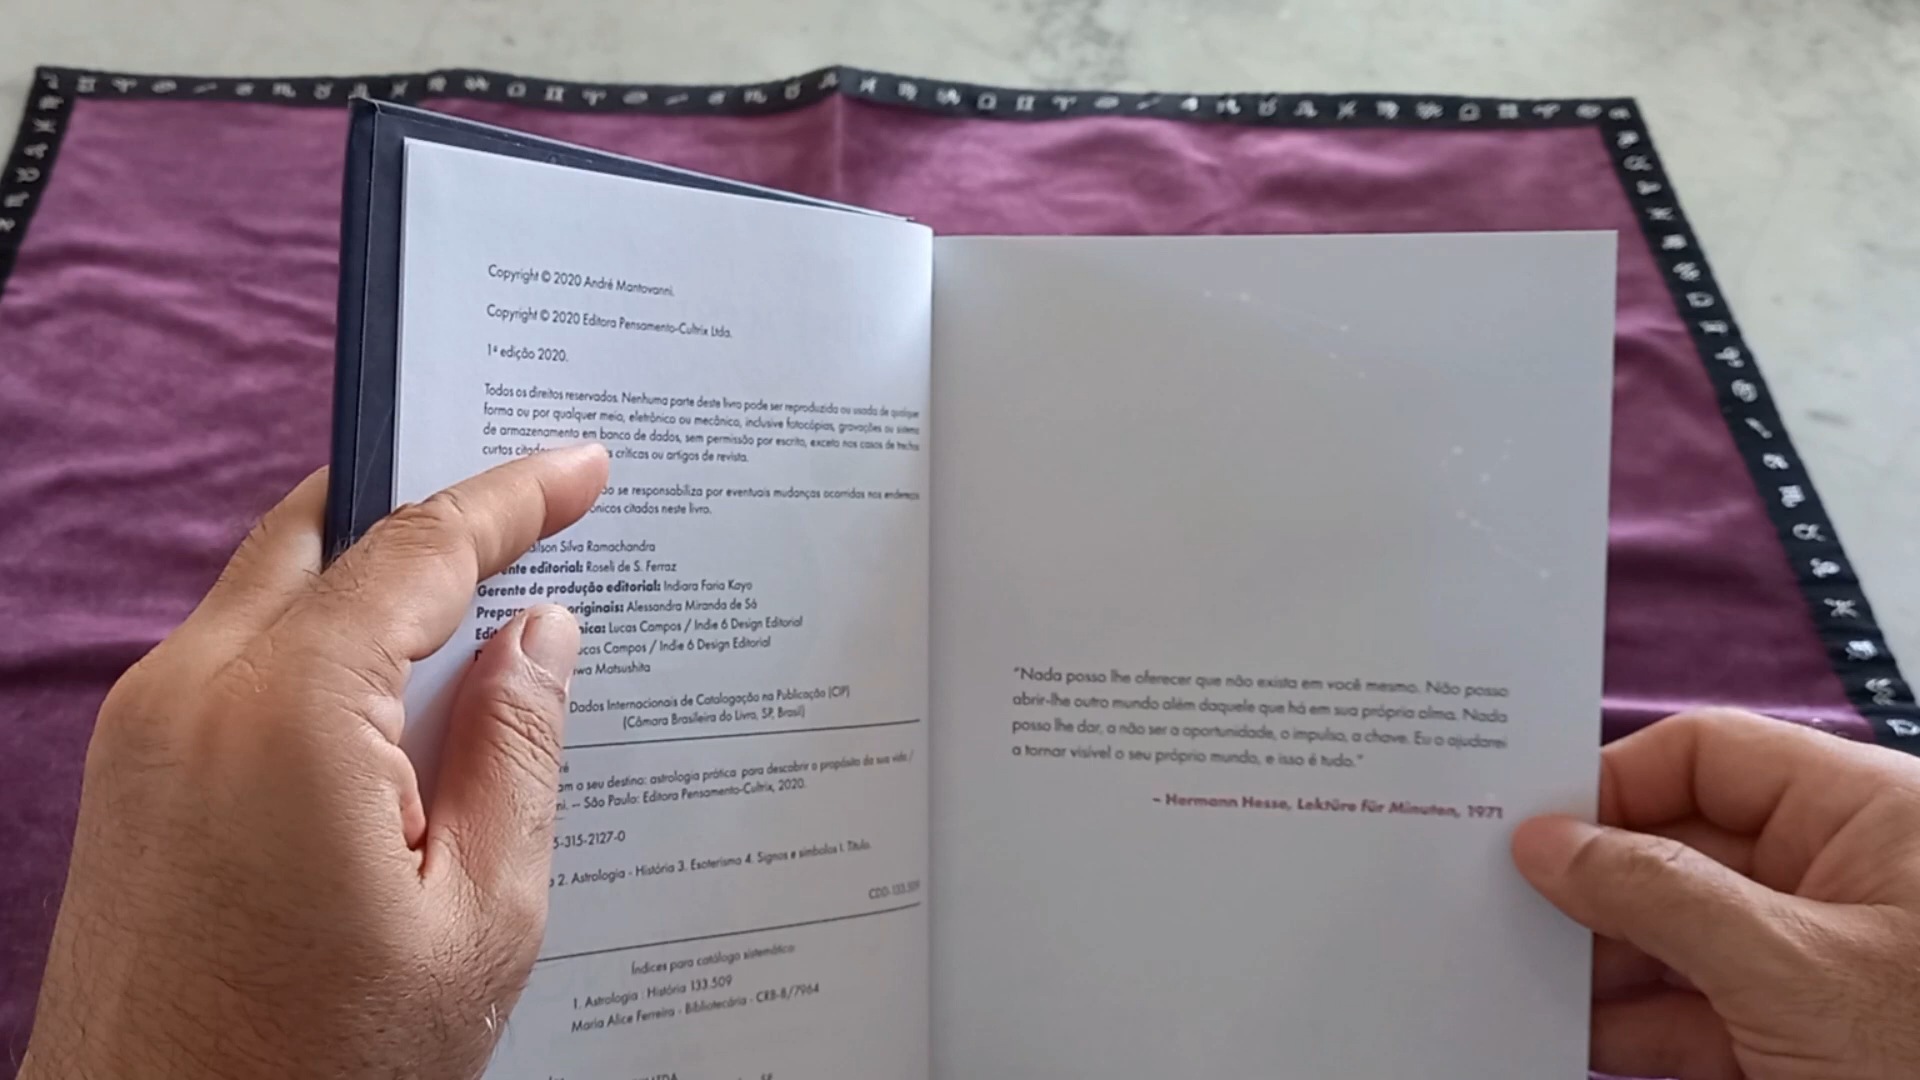 Copyright © 2020 André Mantovanni.
Copyright © 2020 Editora Pensamento-Cultrix Ltda.
1ª edição 2020.
Todos os direitos reservados. Nenhuma parte deste livro pode ser reproduzida ou usada de qualquer
forma ou por qualquer meio, eletrônico ou mecânico, inclusive fotocópias, gravações ou sistema
de armazenamento em banco de dados, sem permissão por escrito, exceto nos casos de trechos
curtos críticas ou artigos de revista.
se responsabiliza por eventuais mudanças ocorridas nos endereços
citados neste livro.
Silva Ramachandra
editorial: Roseli de S. Ferraz
Gerente de produção editorial: Indiara Faria Kayo
originais: Alessandra Miranda de Sá
Lucas Campos / Indie 6 Design Editorial
Campos / Indie 6 Design Editorial
Matsushita
Dados Internacionais de Catalogação na Publicação (CIP)
(Câmara Brasileira do Livro, SP, Brasil)
o seu destino: astrologia prática para descobrir o propósito da sua vida /
– São Paulo: Editora Pensamento-Cultrix, 2020.
5-315-2127-0
2. Astrologia - História 3. Esoterismo 4. Signos e símbolos I. Título.
CDD-133.509
Índices para catálogo sistemático:
1. Astrologia : História 133.509
Maria Alice Ferreira - Bibliotecária - CRB-8/7964
“Nada posso lhe oferecer que não exista em você mesmo. Não posso
abrir-lhe outro mundo além daquele que há em sua própria alma. Nada
posso lhe dar, a não ser a oportunidade, o impulso, a chave. Eu o ajudarei
a tornar visível o seu próprio mundo, e isso é tudo.”
– Hermann Hesse, Lektüre für Minuten, 1971